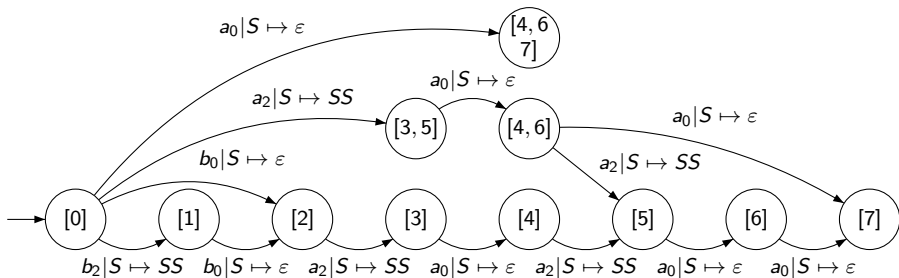 a₀|S ↦ ε
[4, 6
7]
a₂|S ↦ SS
a₀|S ↦ ε
[3, 5]
[4, 6]
a₀|S ↦ ε
b₀|S ↦ ε
a₂|S ↦ SS
[0]
[1]
[2]
[3]
[4]
[5]
[6]
[7]
b₂|S ↦ SS
b₀|S ↦ ε
a₂|S ↦ SS
a₀|S ↦ ε
a₂|S ↦ SS
a₀|S ↦ ε
a₀|S ↦ ε